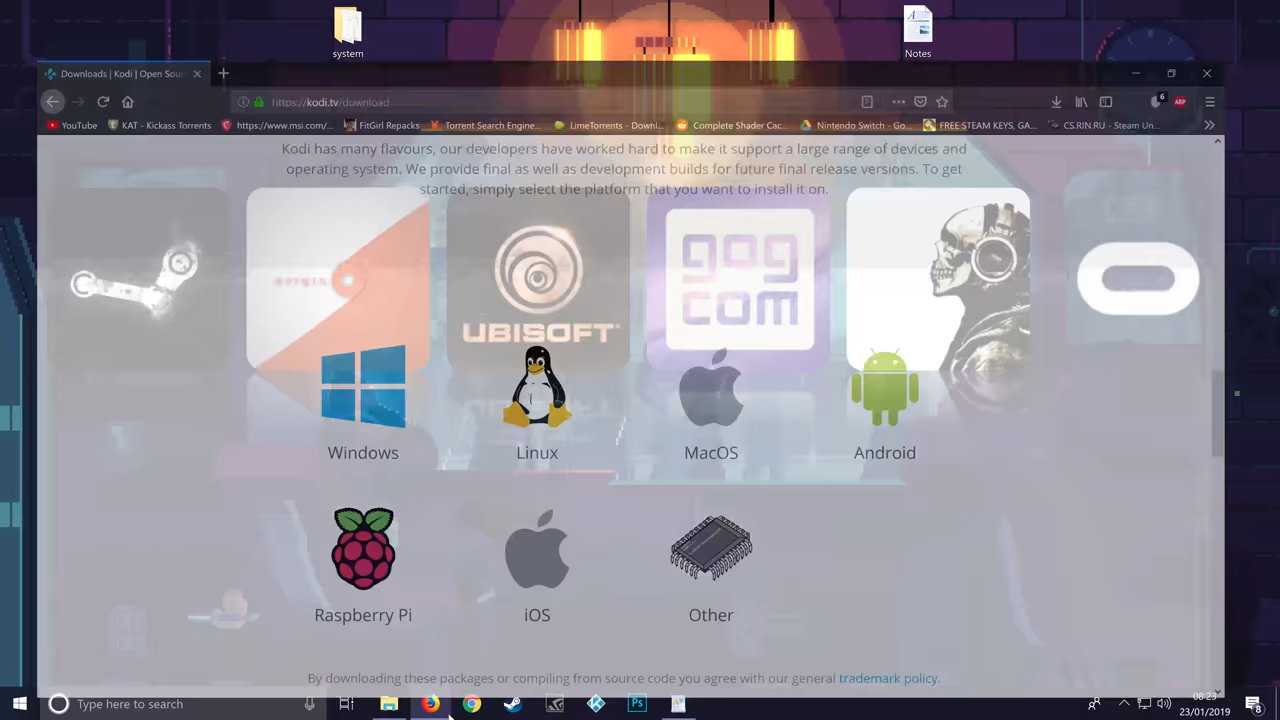 system
Notes
Downloads | Kodi | Open Sour
https://kodi.tv/download
6
ABP
YouTube
KAT - Kickass Torrents
https://www.msi.com/...
FitGirl Repacks
Torrent Search Engine...
LimeTorrents - Downl...
Complete Shader Cac...
Nintendo Switch - Go...
FREE STEAM KEYS, GA...
CS.RIN.RU - Steam Un...
Kodi has many flavours, our developers have worked hard to make it support a large range of devices and
operating system. We provide final as well as development builds for future final release versions. To get
started, simply select the platform that you want to install it on.
origin
UBISOFT
gog
com
Windows
Linux
MacOS
Android
Raspberry Pi
iOS
Other
By downloading these packages or compiling from source code you agree with our general trademark policy.
Type here to search
Ps
08:23
23/01/2019
8